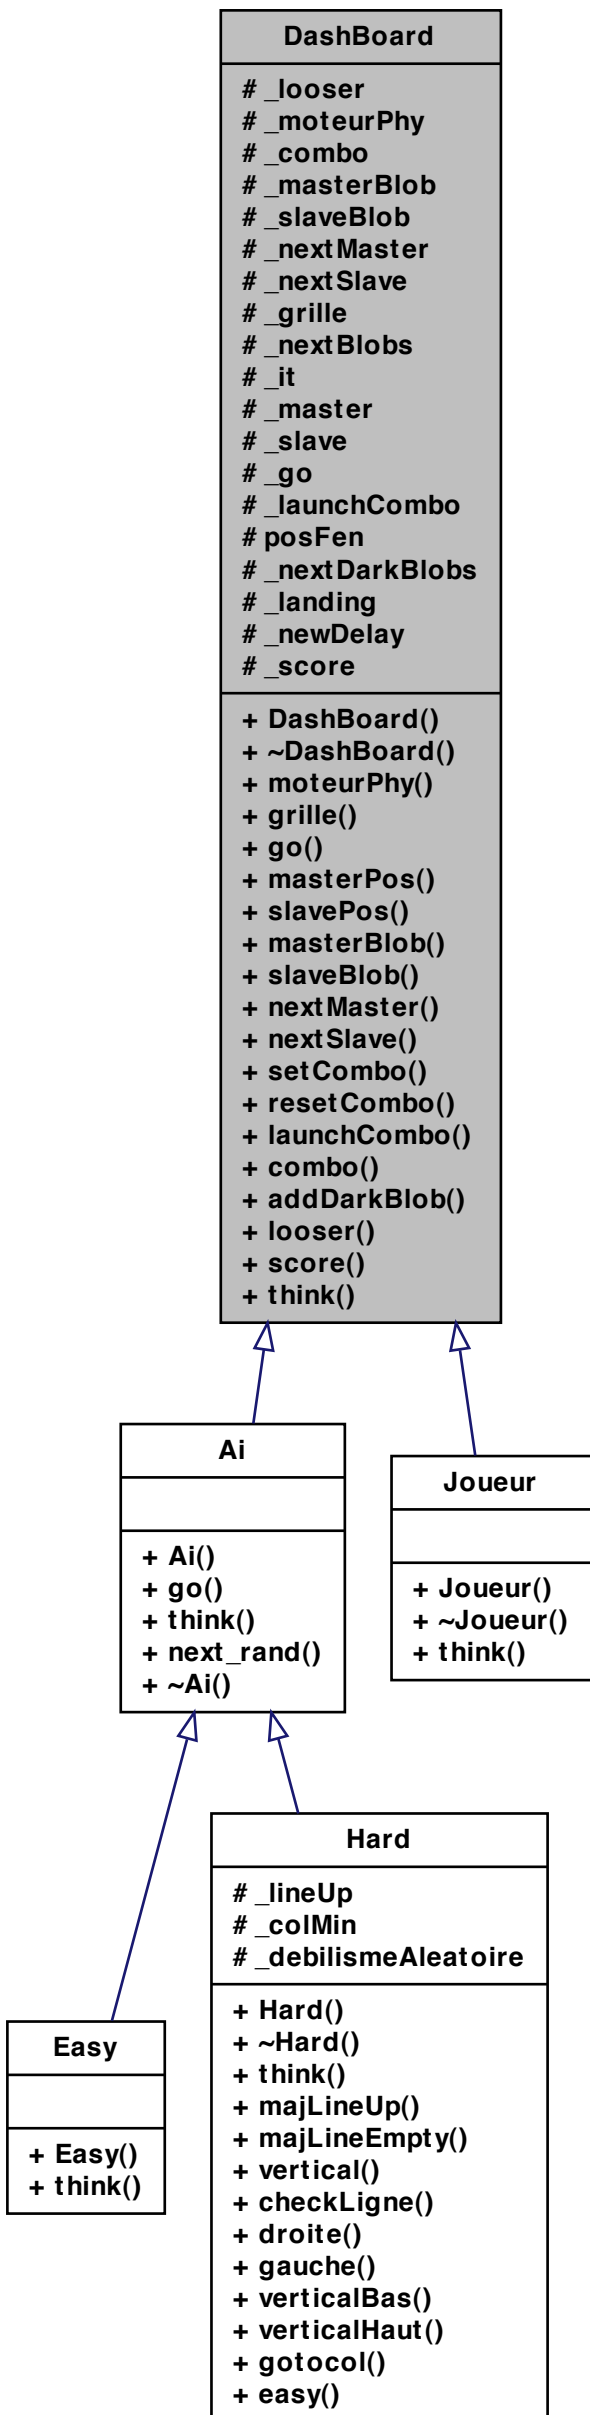 DashBoard
# _looser
# _moteurPhy
# _combo
# _masterBlob
# _slaveBlob
# _nextMaster
# _nextSlave
# _grille
# _nextBlobs
# _it
# _master
# _slave
# _go
# _launchCombo
# posFen
# _nextDarkBlobs
# _landing
# _newDelay
# _score
+ DashBoard()
+ ~DashBoard()
+ moteurPhy()
+ grille()
+ go()
+ masterPos()
+ slavePos()
+ masterBlob()
+ slaveBlob()
+ nextMaster()
+ nextSlave()
+ setCombo()
+ resetCombo()
+ launchCombo()
+ combo()
+ addDarkBlob()
+ looser()
+ score()
+ think()
Ai
+ Ai()
+ go()
+ think()
+ next_rand()
+ ~Ai()
Joueur
+ Joueur()
+ ~Joueur()
+ think()
Easy
+ Easy()
+ think()
Hard
# _lineUp
# _colMin
# _debilismeAleatoire
+ Hard()
+ ~Hard()
+ think()
+ majLineUp()
+ majLineEmpty()
+ vertical()
+ checkLigne()
+ droite()
+ gauche()
+ verticalBas()
+ verticalHaut()
+ gotocol()
+ easy()